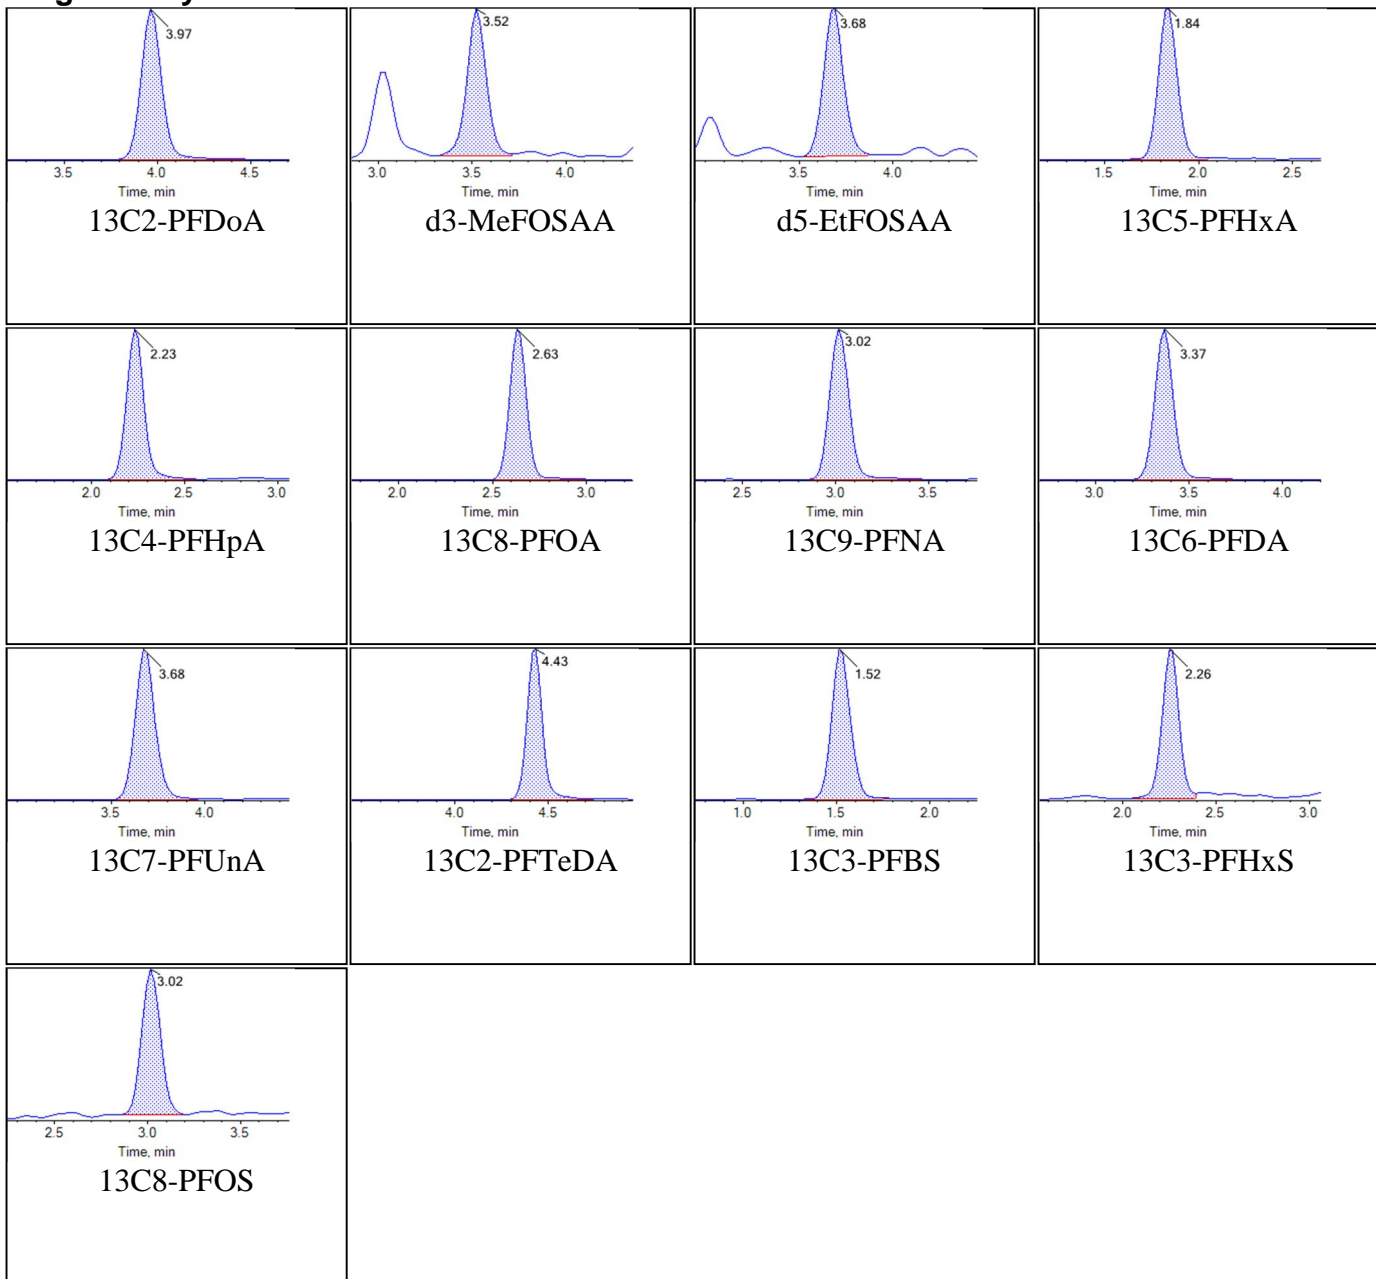 3.97
3.5 4.0 4.5
Time, min
13C2-PFDoA
3.52
3.0 3.5 4.0
Time, min
d3-MeFOSAA
3.68
3.5 4.0
Time, min
d5-EtFOSAA
1.84
1.5 2.0 2.5
Time, min
13C5-PFHxA
2.23
2.0 2.5 3.0
Time, min
13C4-PFHpA
2.63
2.0 2.5 3.0
Time, min
13C8-PFOA
3.02
2.5 3.0 3.5
Time, min
13C9-PFNA
3.37
3.0 3.5 4.0
Time, min
13C6-PFDA
3.68
3.5 4.0
Time, min
13C7-PFUnA
4.43
4.0 4.5
Time, min
13C2-PFTeDA
1.52
1.0 1.5 2.0
Time, min
13C3-PFBS
2.26
2.0 2.5 3.0
Time, min
13C3-PFHxS
3.02
2.5 3.0 3.5
Time, min
13C8-PFOS